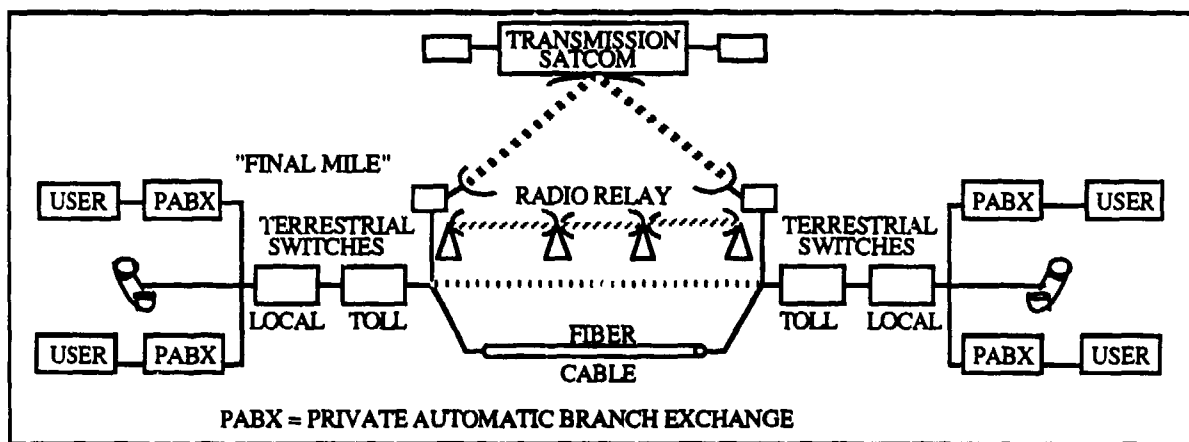 TRANSMISSION
SATCOM
"FINAL MILE"
USER
PABX
RADIO RELAY
PABX
USER
TERRESTRIAL
SWITCHES
TERRESTRIAL
SWITCHES
LOCAL
TOLL
TOLL
LOCAL
USER
PABX
FIBER
CABLE
PABX
USER
PABX = PRIVATE AUTOMATIC BRANCH EXCHANGE